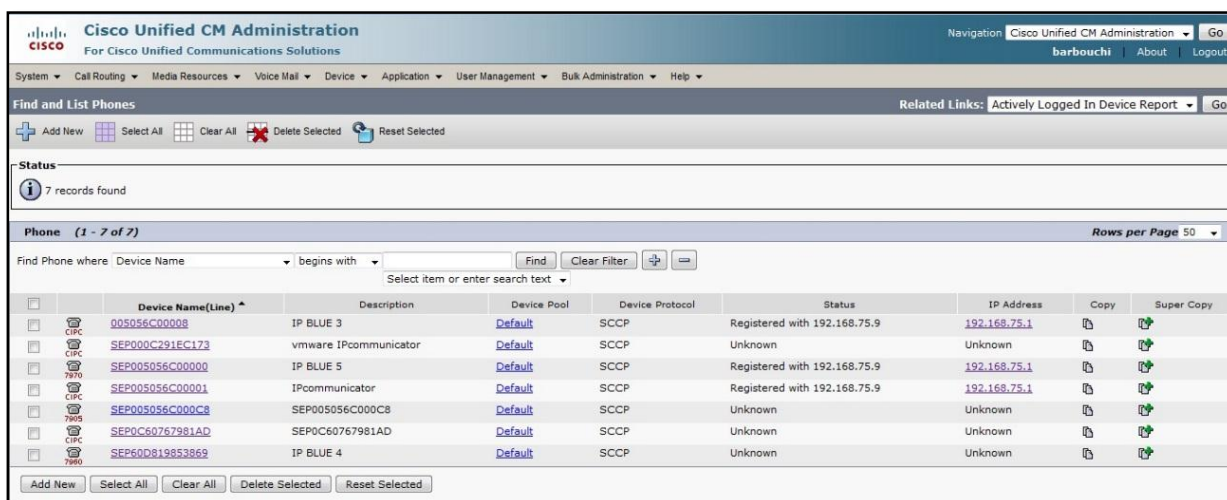 CISCO
Cisco Unified CM Administration
For Cisco Unified Communications Solutions
Navigation Cisco Unified CM Administration Go
barbouchi About Logout
System Call Routing Media Resources Voice Mail Device Application User Management Bulk Administration Help
Find and List Phones
Related Links: Actively Logged In Device Report Go
Add New Select All Clear All Delete Selected Reset Selected
Status
7 records found
Phone (1 - 7 of 7) Rows per Page 50
Find Phone where Device Name begins with Find Clear Filter
Select item or enter search text
Device Name(Line) Description Device Pool Device Protocol Status IP Address Copy Super Copy
CIPC 005056C00008 IP BLUE 3 Default SCCP Registered with 192.168.75.9 192.168.75.1
CIPC SEP000C291EC173 vmware IPcommunicator Default SCCP Unknown Unknown
7970 SEP005056C00000 IP BLUE 5 Default SCCP Registered with 192.168.75.9 192.168.75.1
CIPC SEP005056C00001 IPcommunicator Default SCCP Registered with 192.168.75.9 192.168.75.1
7905 SEP005056C000C8 SEP005056C000C8 Default SCCP Unknown Unknown
CIPC SEP0C60767981AD SEP0C60767981AD Default SCCP Unknown Unknown
7960 SEP60D819853869 IP BLUE 4 Default SCCP Unknown Unknown
Add New Select All Clear All Delete Selected Reset Selected